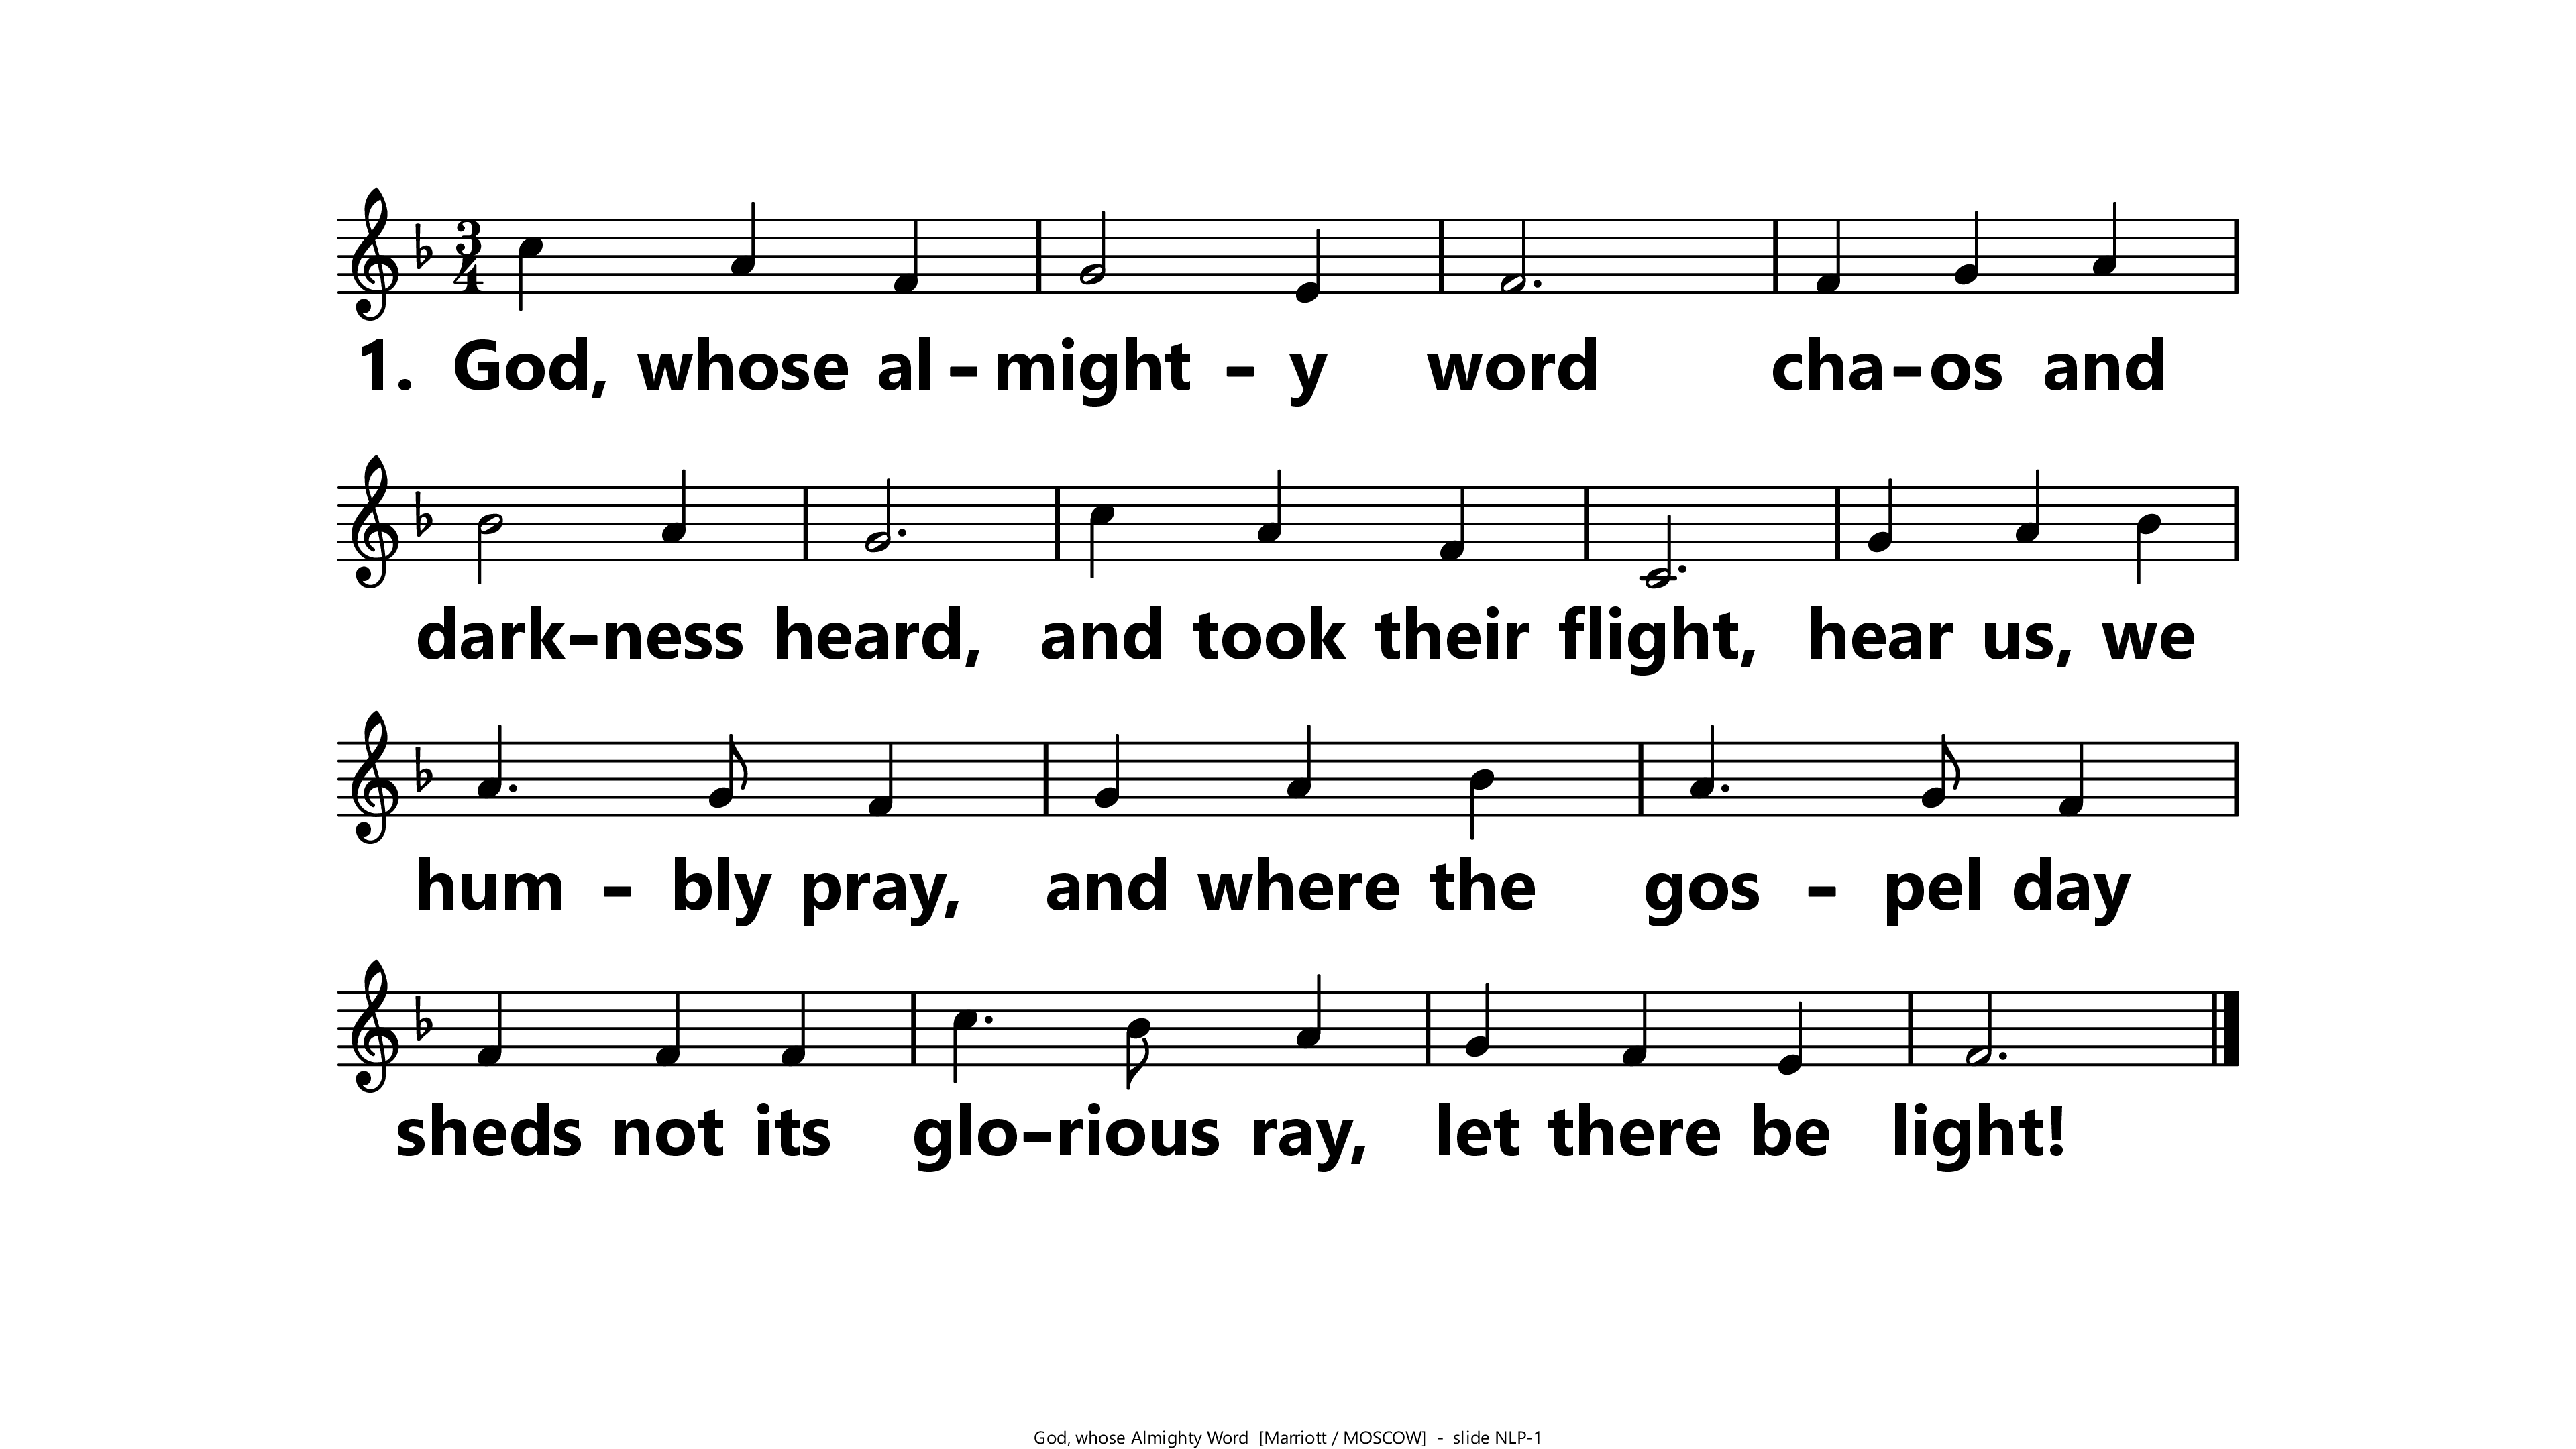 1. God, whose al-might-y word cha-os and
dark-ness heard, and took their flight, hear us, we
hum-bly pray, and where the gos-pel day
sheds not its glo-rious ray, let there be light!
God, whose Almighty Word [Marriott / MOSCOW] - slide NLP-1